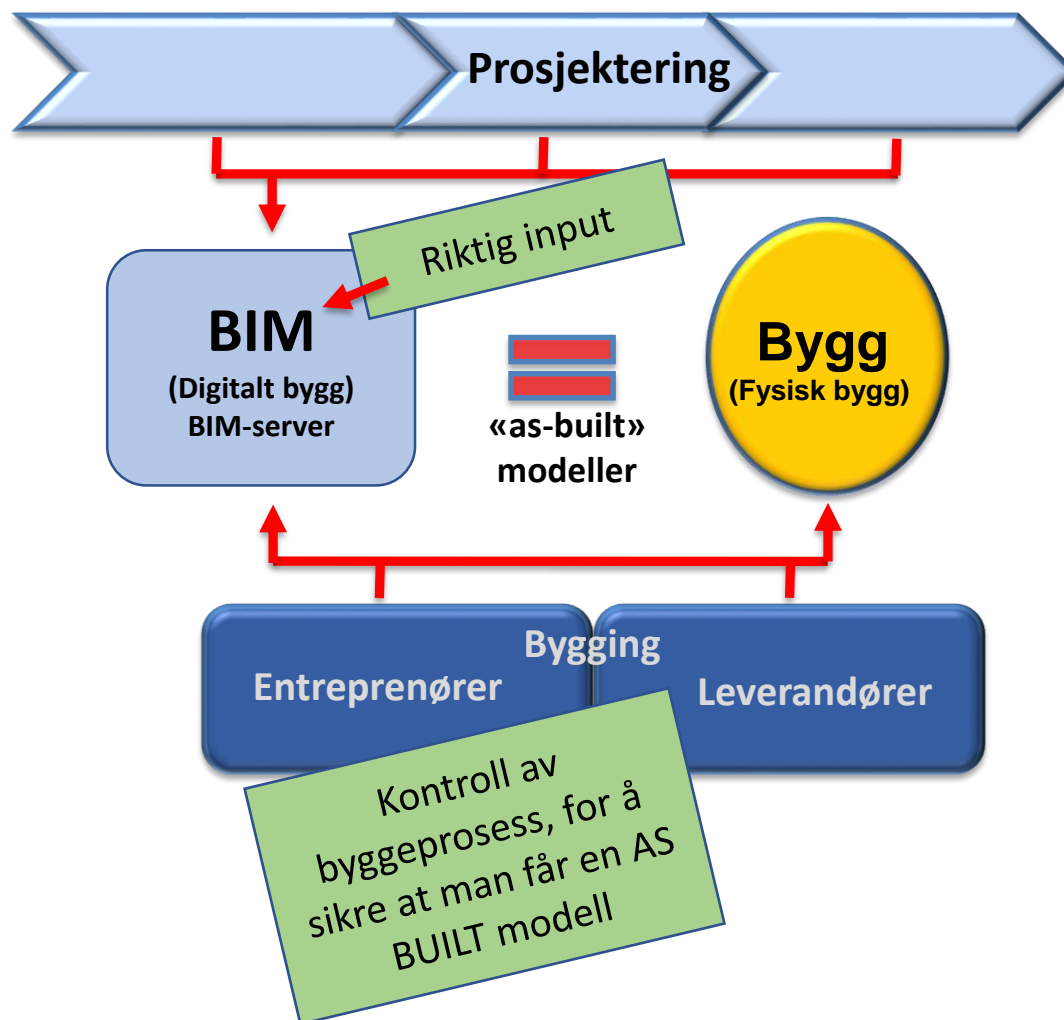 Prosjektering
Riktig input
BIM
(Digitalt bygg)
BIM-server
«as-built»
modeller
Bygg
(Fysisk bygg)
Bygging
Entreprenører
Leverandører
Kontroll av
byggeprosess, for å
sikre at man får en AS
BUILT modell